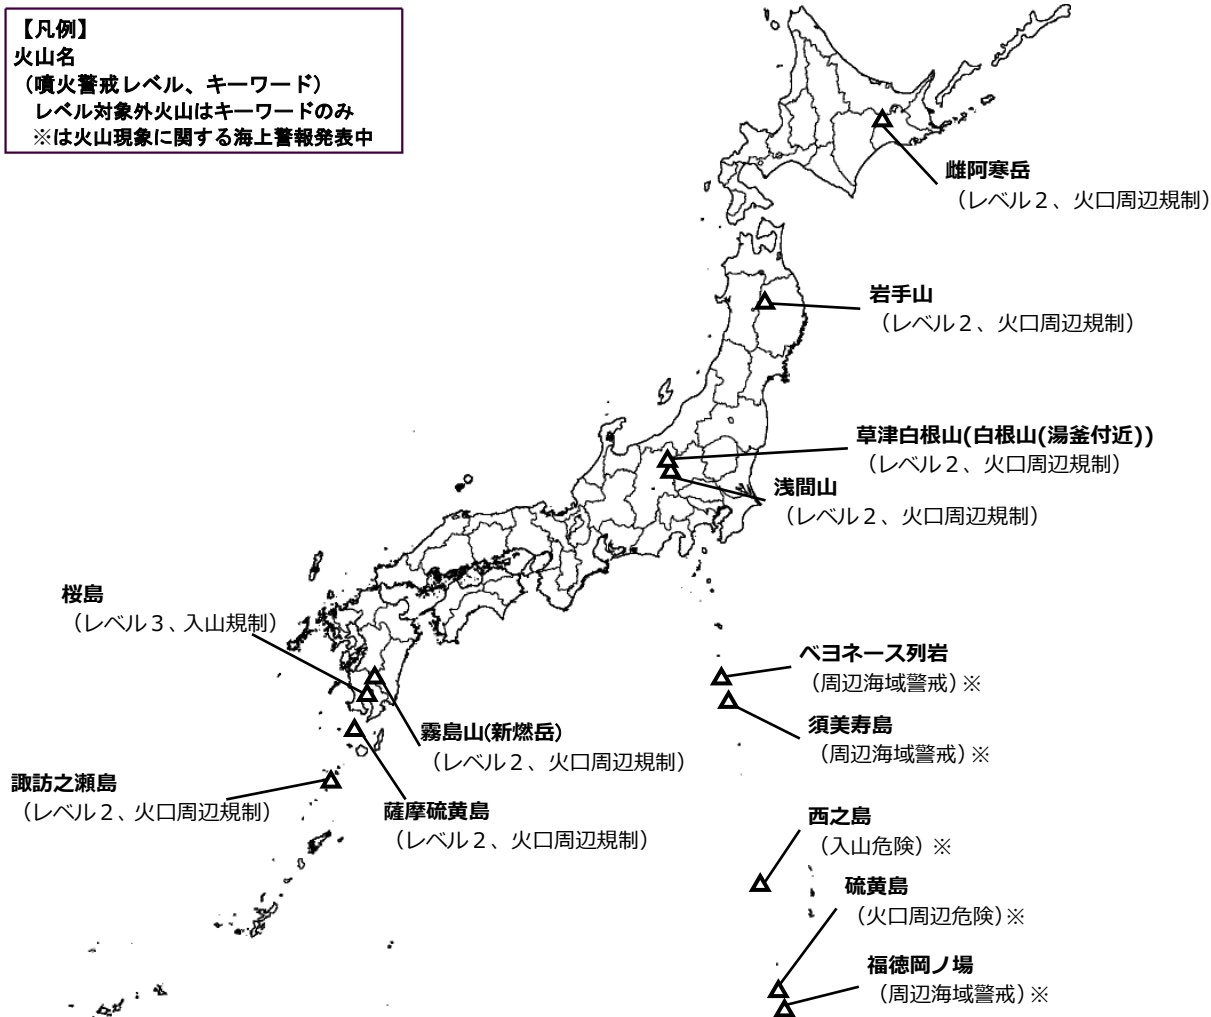 【凡例】
火山名
（噴火警戒レベル、キーワード）
レベル対象外火山はキーワードのみ
※は火山現象に関する海上警報発表中
雌阿寒岳
（レベル２、火口周辺規制）
岩手山
（レベル２、火口周辺規制）
草津白根山(白根山(湯釜付近))
（レベル２、火口周辺規制）
浅間山
（レベル２、火口周辺規制）
桜島
（レベル３、入山規制）
ベヨネース列岩
（周辺海域警戒）※
須美寿島
（周辺海域警戒）※
霧島山(新燃岳)
（レベル２、火口周辺規制）
諏訪之瀬島
（レベル２、火口周辺規制）
薩摩硫黄島
（レベル２、火口周辺規制）
西之島
（入山危険）※
硫黄島
（火口周辺危険）※
福徳岡ノ場
（周辺海域警戒）※